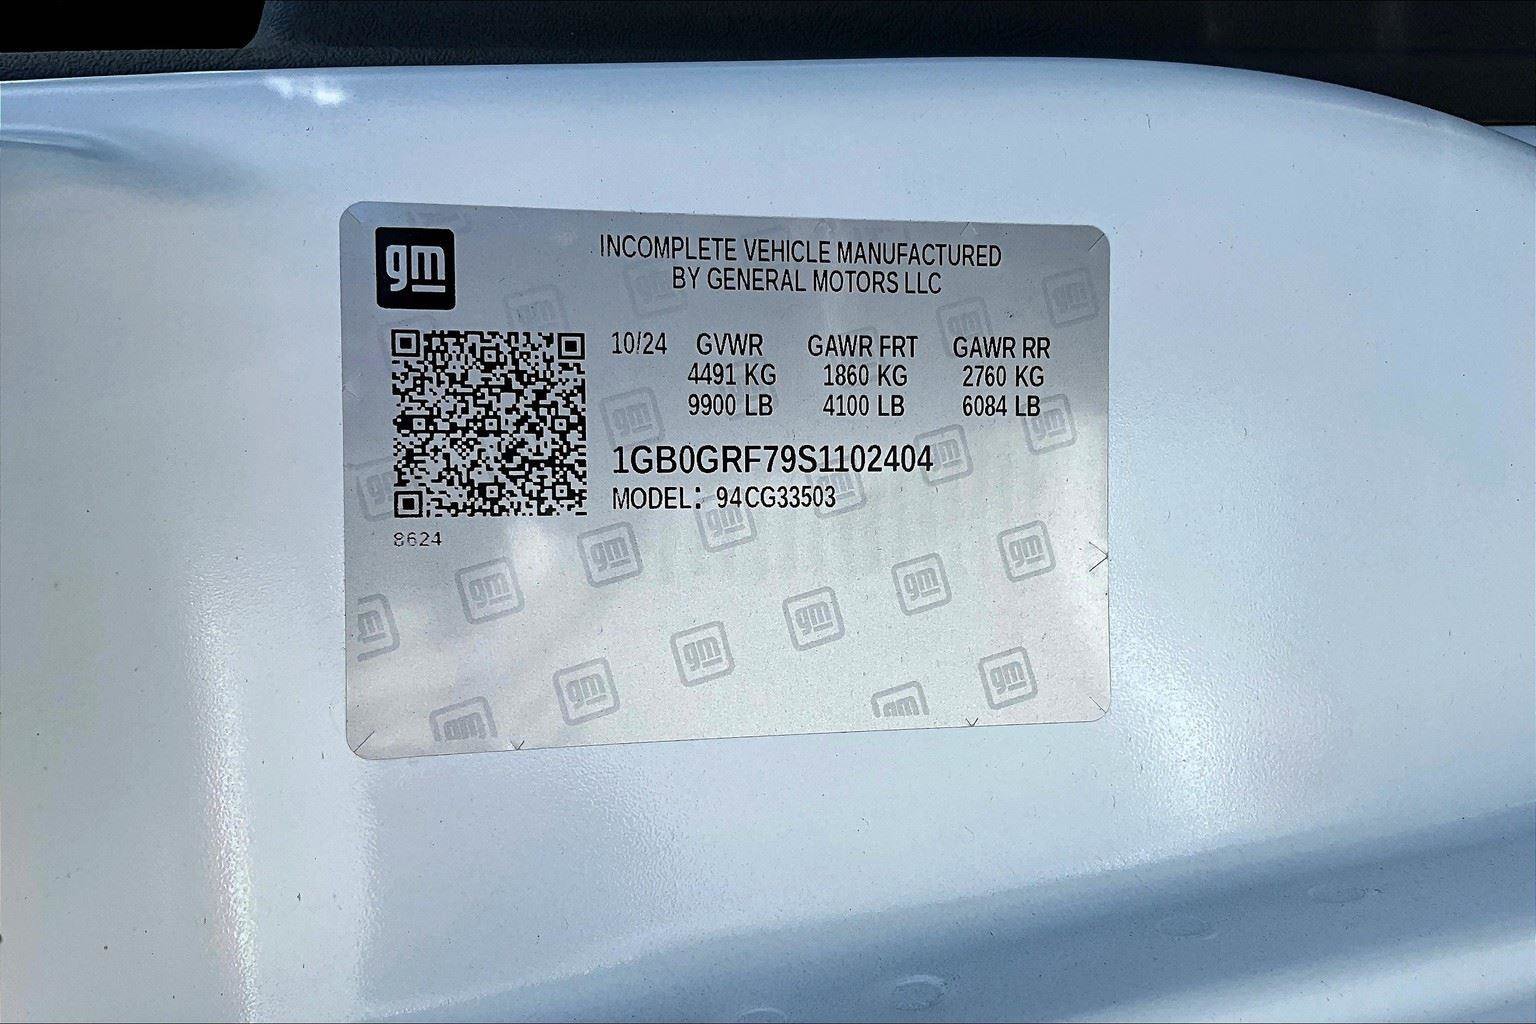 gm
INCOMPLETE VEHICLE MANUFACTURED
BY GENERAL MOTORS LLC
10/24 GVWR GAWR FRT GAWR RR
4491 KG 1860 KG 2760 KG
9900 LB 4100 LB 6084 LB
1GB0GRF79S1102404
MODEL: 94CG33503
8624